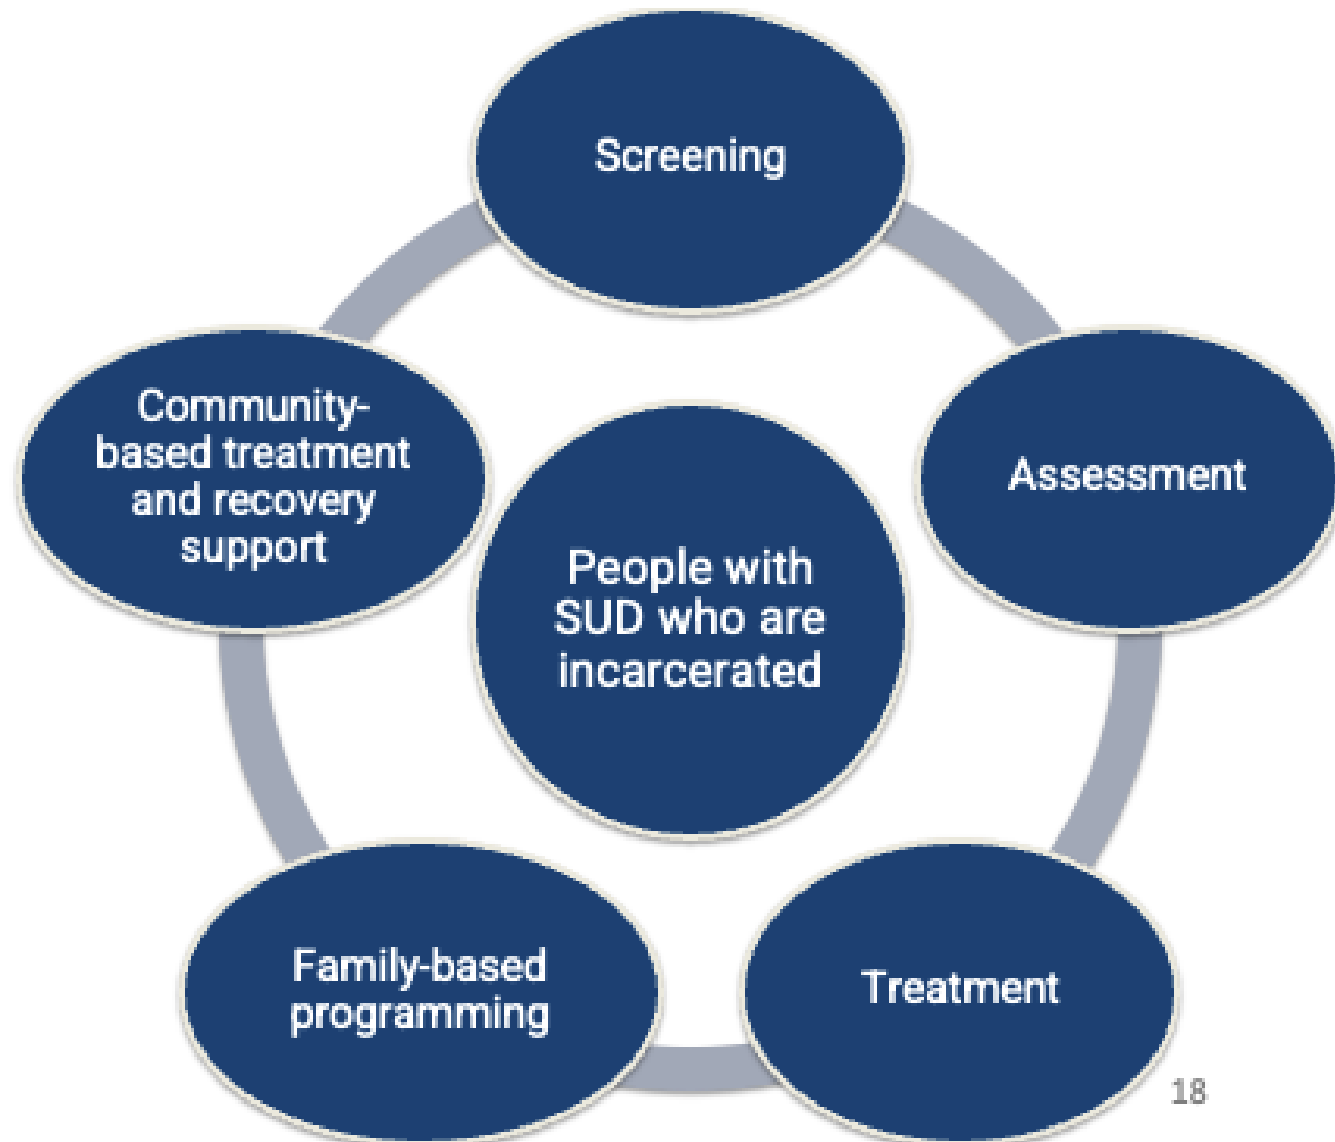 Screening
Assessment
Treatment
Family-based
programming
Community-
based treatment
and recovery
support
People with
SUD who are
incarcerated
18